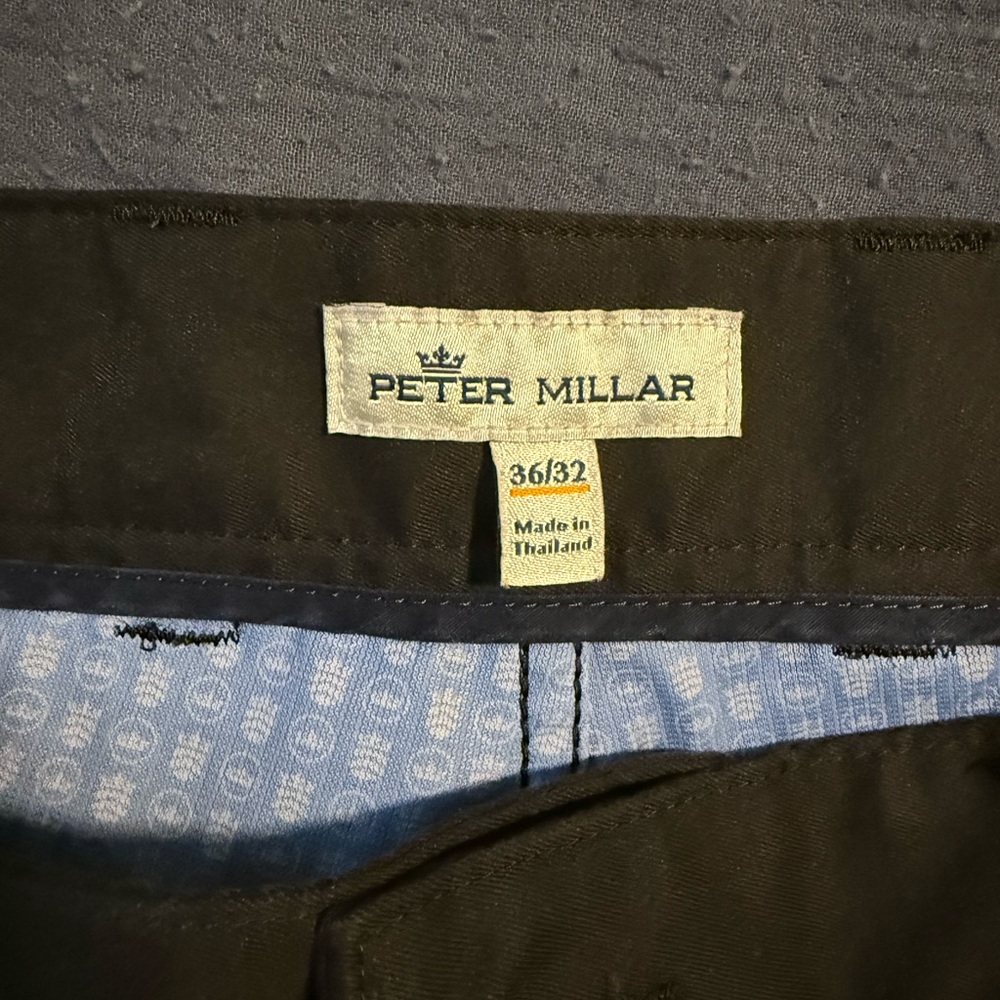 PETER MILLAR
36/32
Made in
Thailand